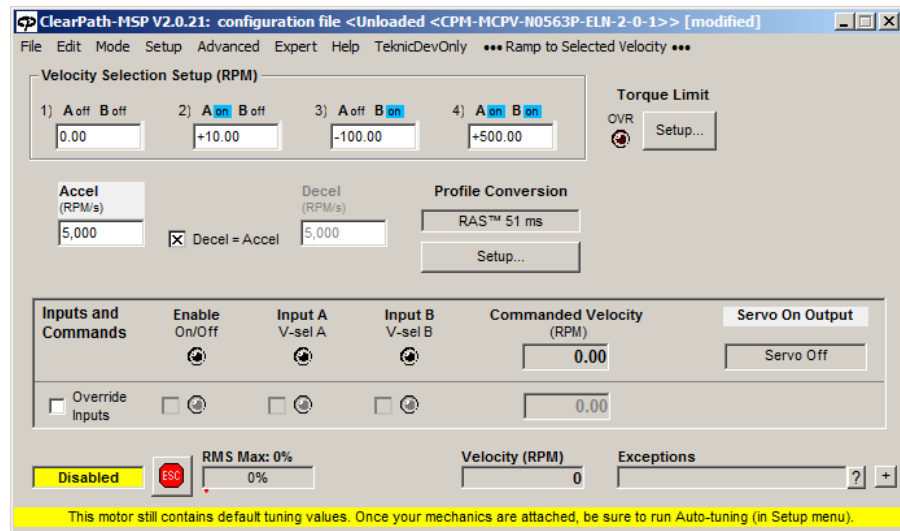 ClearPath-MSP V2.0.21: configuration file <Unloaded <CPM-MCPV-N0563P-ELN-2-0-1>> [modified]
File Edit Mode Setup Advanced Expert Help TeknicDevOnly ••• Ramp to Selected Velocity •••
Velocity Selection Setup (RPM)
1) A off B off 2) A on B off 3) A off B on 4) A on B on
0.00 +10.00 -100.00 +500.00
Torque Limit
OVR Setup...
Accel
(RPM/s)
5,000
Decel = Accel
Decel
(RPM/s)
5,000
Profile Conversion
RAS™ 51 ms
Setup...
Inputs and Commands
Enable
On/Off
Input A
V-sel A
Input B
V-sel B
Commanded Velocity
(RPM)
0.00
Servo On Output
Servo Off
Override
Inputs
0.00
Disabled
ESC
RMS Max: 0%
0%
Velocity (RPM)
0
Exceptions
? +
This motor still contains default tuning values. Once your mechanics are attached, be sure to run Auto-tuning (in Setup menu).